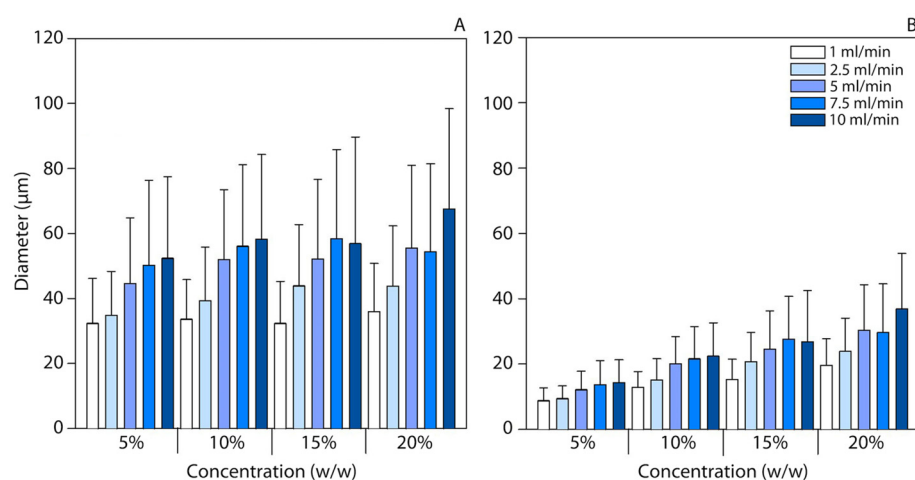 A
120
100
80
60
40
20
0
Diameter (µm)
5%
10%
15%
20%
Concentration (w/w)
B
120
100
80
60
40
20
0
1 ml/min
2.5 ml/min
5 ml/min
7.5 ml/min
10 ml/min
5%
10%
15%
20%
Concentration (w/w)